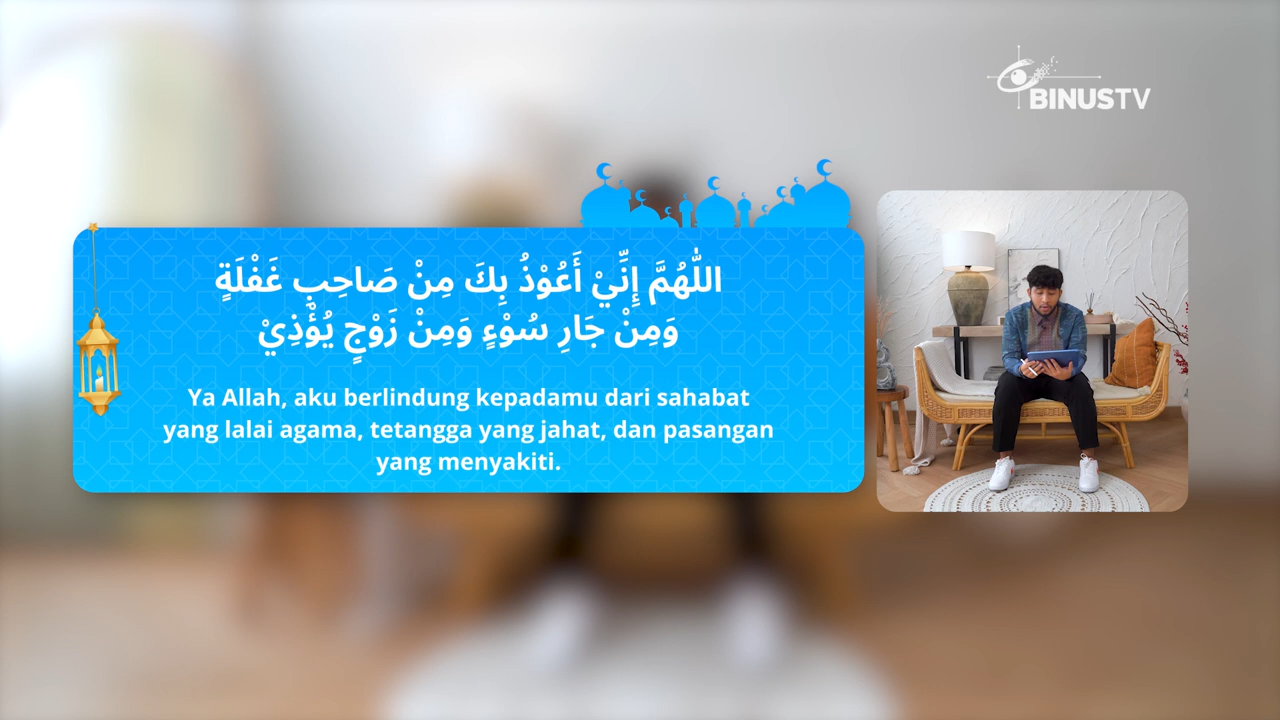 BINUSTV
اللّٰهُمَّ إِنِّيْ أَعُوْذُ بِكَ مِنْ صَاحِبِ غَفْلَةٍ
وَمِنْ جَارِ سُوْءٍ وَمِنْ زَوْجٍ يُؤْذِيْ
Ya Allah, aku berlindung kepadamu dari sahabat
yang lalai agama, tetangga yang jahat, dan pasangan
yang menyakiti.